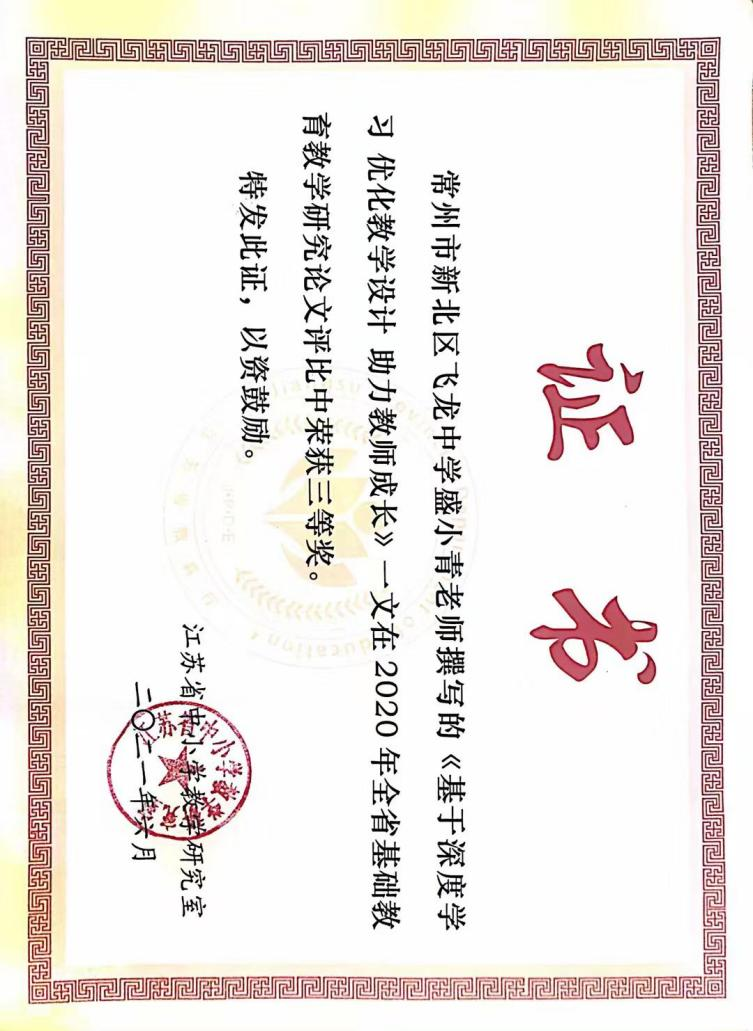 证 书
常州市新北区飞龙中学盛小青老师撰写的《基于深度学
习 优化教学设计 助力教师成长》一文在2020年全省基础教
育教学研究论文评比中荣获三等奖。
特发此证，以资鼓励。
江苏省中小学教学研究室
二〇二一年六月